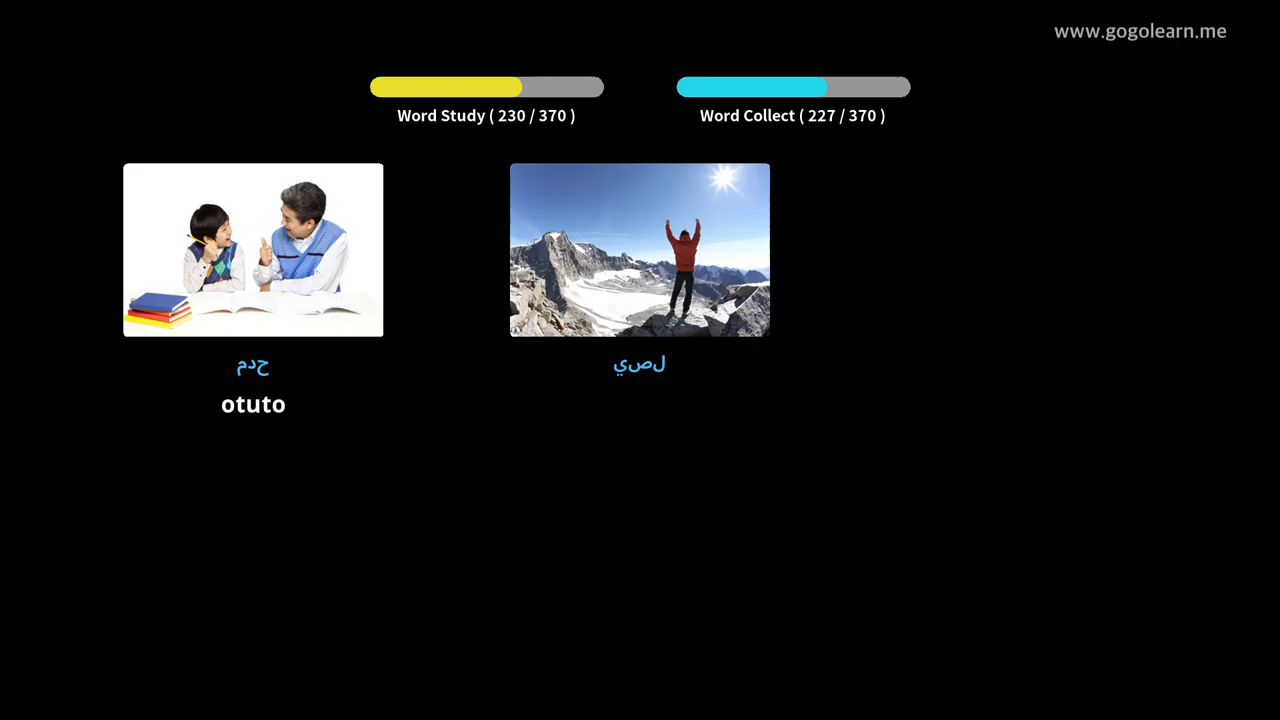 www.gogolearn.me
Word Study ( 230 / 370 )
Word Collect ( 227 / 370 )
حدم
otuto
لصي